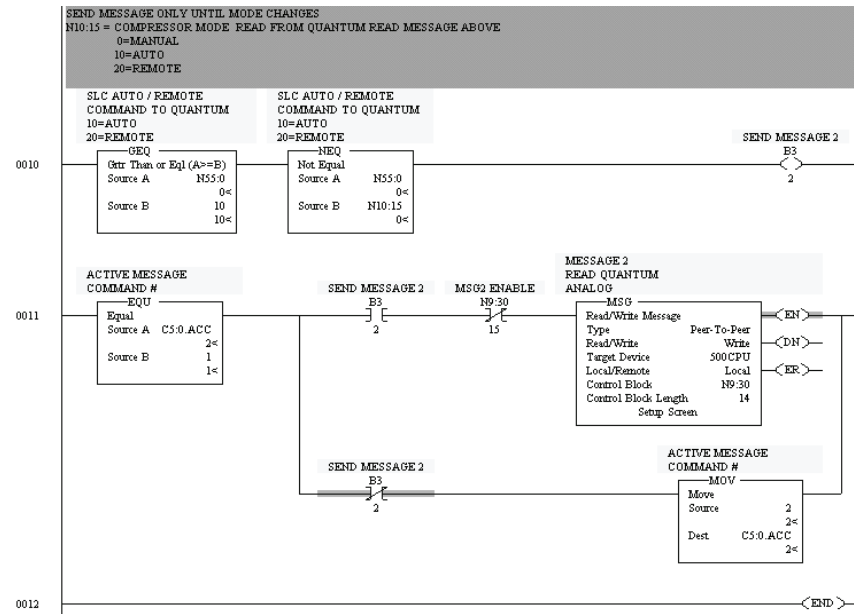 SEND MESSAGE ONLY UNTIL MODE CHANGES
N10:15 = COMPRESSOR MODE READ FROM QUANTUM READ MESSAGE ABOVE
0=MANUAL
10=AUTO
20=REMOTE
SLC AUTO / REMOTE
COMMAND TO QUANTUM
10=AUTO
20=REMOTE
GEQ
Grtr Than or Eql (A>=B)
Source A N55:0
0<
Source B 10
10<
SLC AUTO / REMOTE
COMMAND TO QUANTUM
10=AUTO
20=REMOTE
NEQ
Not Equal
Source A N55:0
0<
Source B N10:15
0<
SEND MESSAGE 2
B3
2
0010
ACTIVE MESSAGE
COMMAND #
EQU
Equal
Source A C5:0.ACC
2<
Source B 1
1<
0011
SEND MESSAGE 2
B3
2
MSG2 ENABLE
N9:30
15
MESSAGE 2
READ QUANTUM
ANALOG
MSG
Read/Write Message
Type Peer-To-Peer
Read/Write Write
Target Device 500CPU
Local/Remote Local
Control Block N9:30
Control Block Length 14
Setup Screen
EN
DN
ER
SEND MESSAGE 2
B3
2
ACTIVE MESSAGE
COMMAND #
MOV
Move
Source 2
2<
Dest C5:0.ACC
2<
0012
END